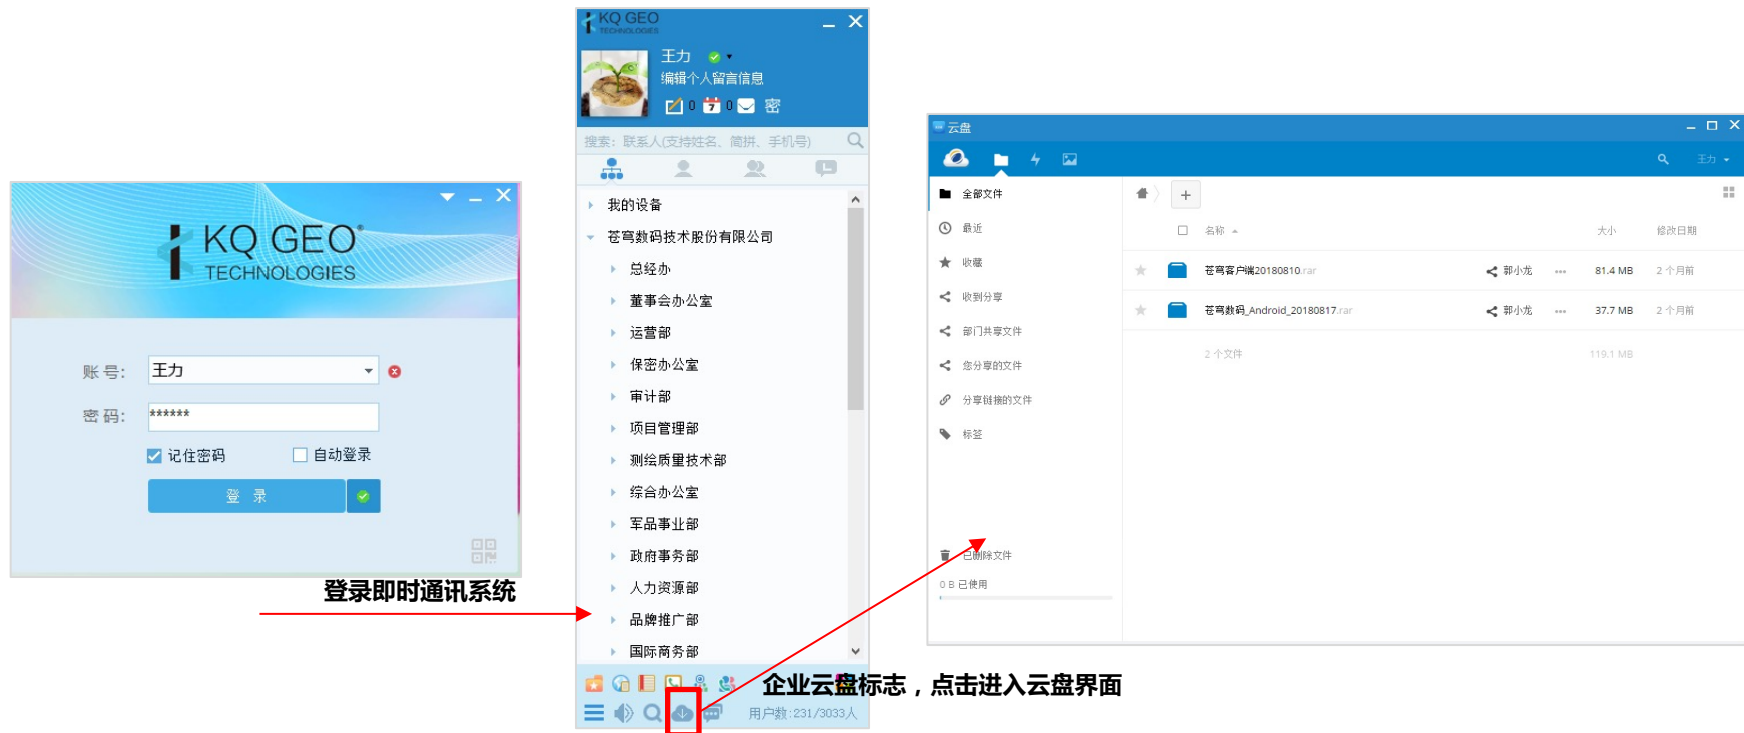 KQ GEO
TECHNOLOGIES
账 号:
王力
密 码:
******
记住密码
自动登录
登 录
登录即时通讯系统
KQ GEO
TECHNOLOGIES
王力
编辑个人留言信息
0
7
0
密
搜索：联系人(支持姓名、简拼、手机号)
我的设备
苍穹数码技术股份有限公司
总经办
董事会办公室
运营部
保密办公室
审计部
项目管理部
测绘质量技术部
综合办公室
军品事业部
政府事务部
人力资源部
品牌推广部
国际商务部
用户数:231/3033人
企业云盘标志，点击进入云盘界面
云盘
王力
全部文件
最近
收藏
收到分享
部门共享文件
您分享的文件
分享链接的文件
标签
已删除文件
0 B 已使用
名称 大小 修改日期
苍穹客户端20180810.rar 郭小龙 ... 81.4 MB 2 个月前
苍穹数码_Android_20180817.rar 郭小龙 ... 37.7 MB 2 个月前
2 个文件 119.1 MB